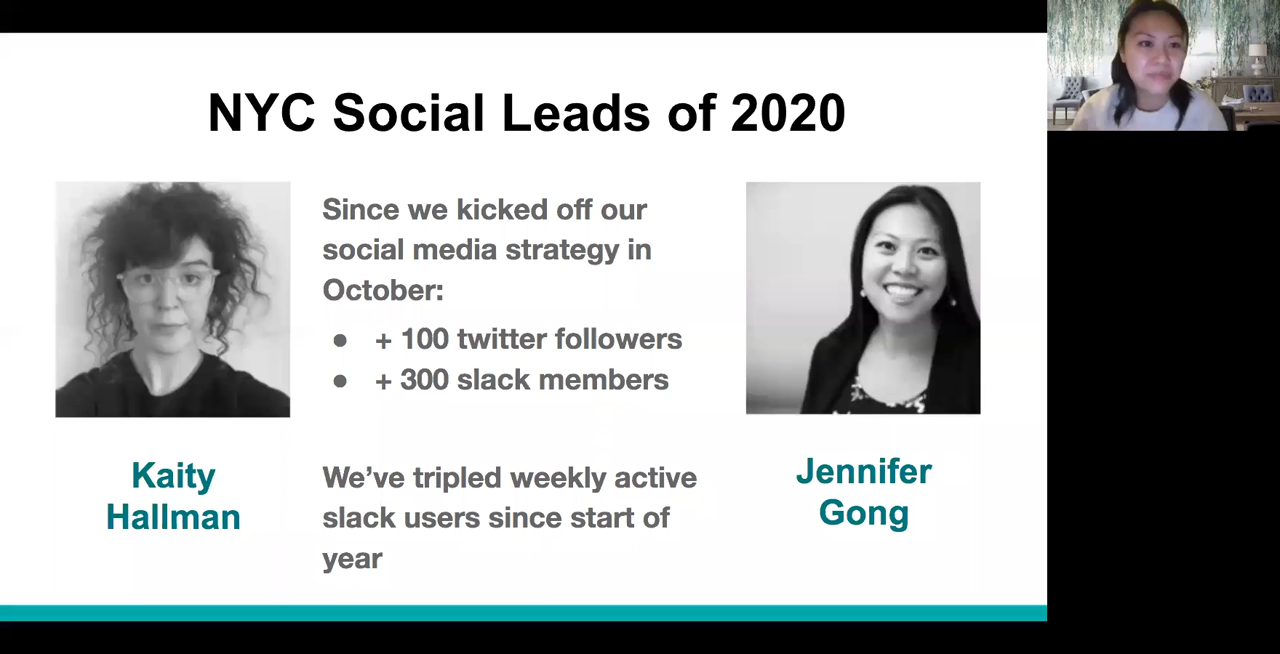 NYC Social Leads of 2020
Since we kicked off our
social media strategy in
October:
● + 100 twitter followers
● + 300 slack members
We’ve tripled weekly active
slack users since start of
year
Kaity
Hallman
Jennifer
Gong